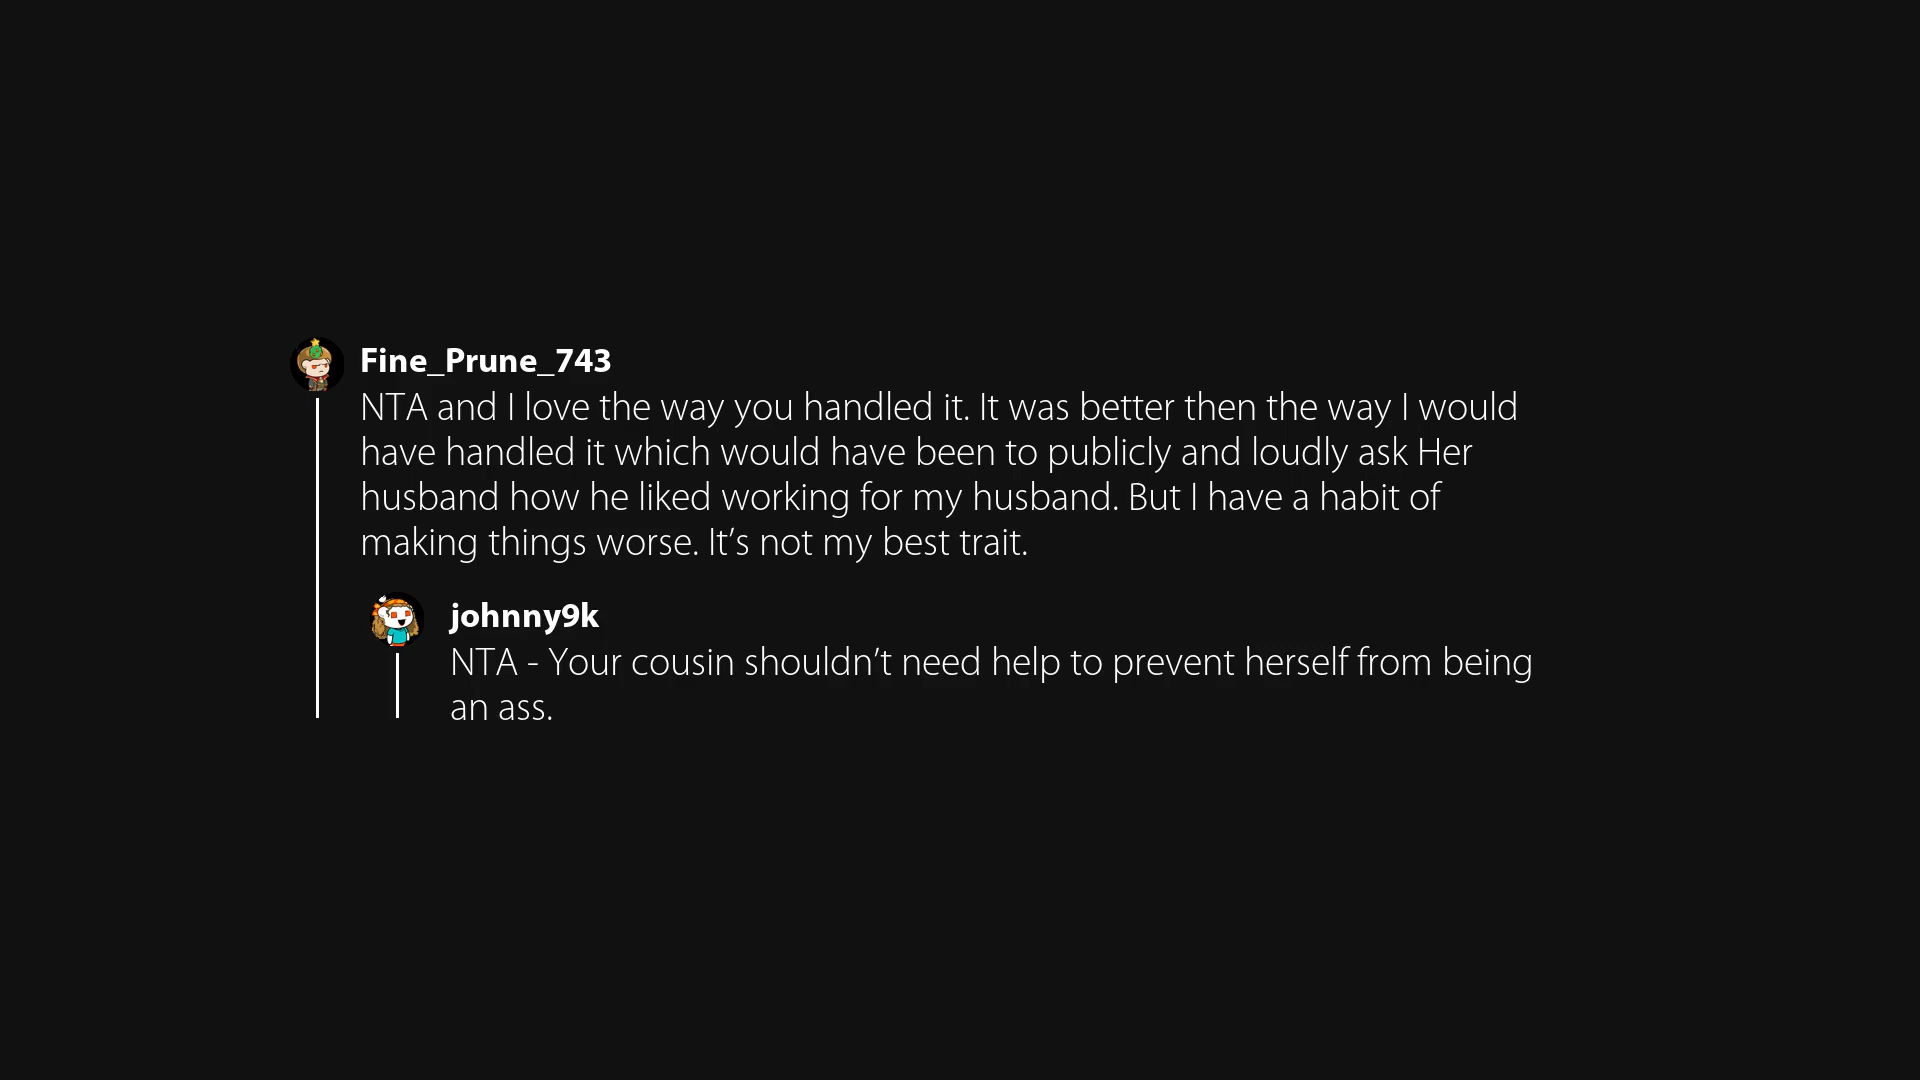 Fine_Prune_743
NTA and I love the way you handled it. It was better then the way I would
have handled it which would have been to publicly and loudly ask Her
husband how he liked working for my husband. But I have a habit of
making things worse. It’s not my best trait.
johnny9k
NTA - Your cousin shouldn’t need help to prevent herself from being
an ass.